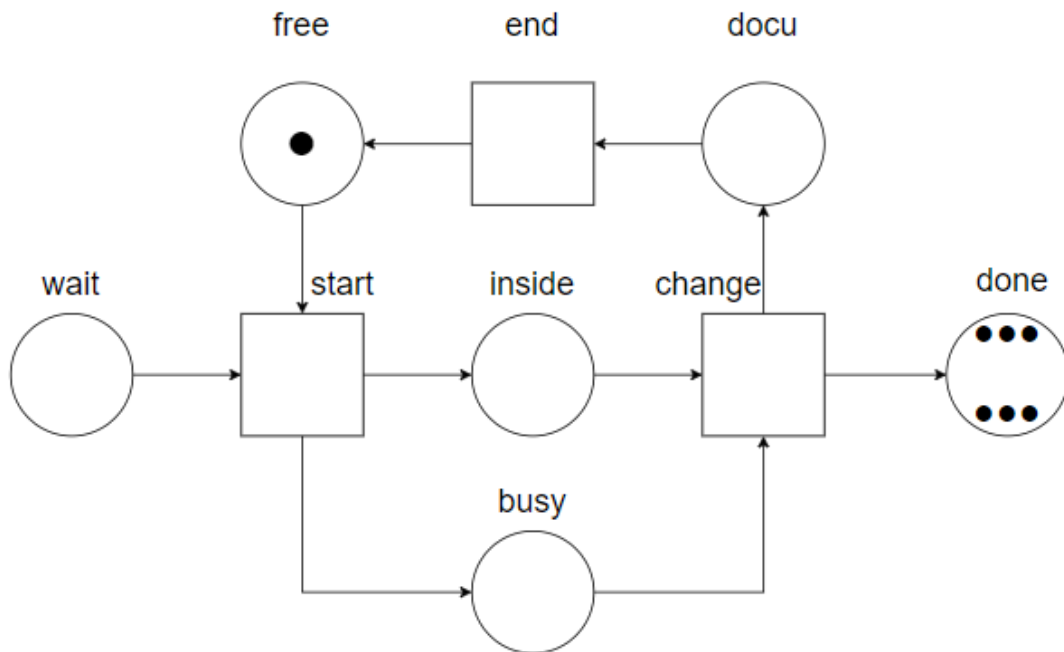 free
end
docu
wait
start
inside
change
done
busy